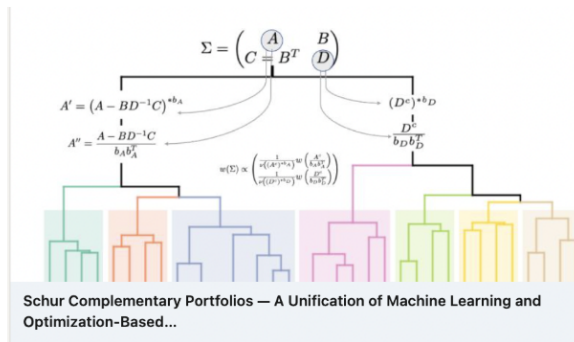 Σ = ( A B
C = B^T D )
A' = (A − BD^{−1}C)^{*b_A}
(D^c)^{*b_D}
A'' = A − BD^{−1}C / b_A b_A^T
D^c / b_D b_D^T
w(Σ) ∝
Schur Complementary Portfolios — A Unification of Machine Learning and
Optimization-Based...